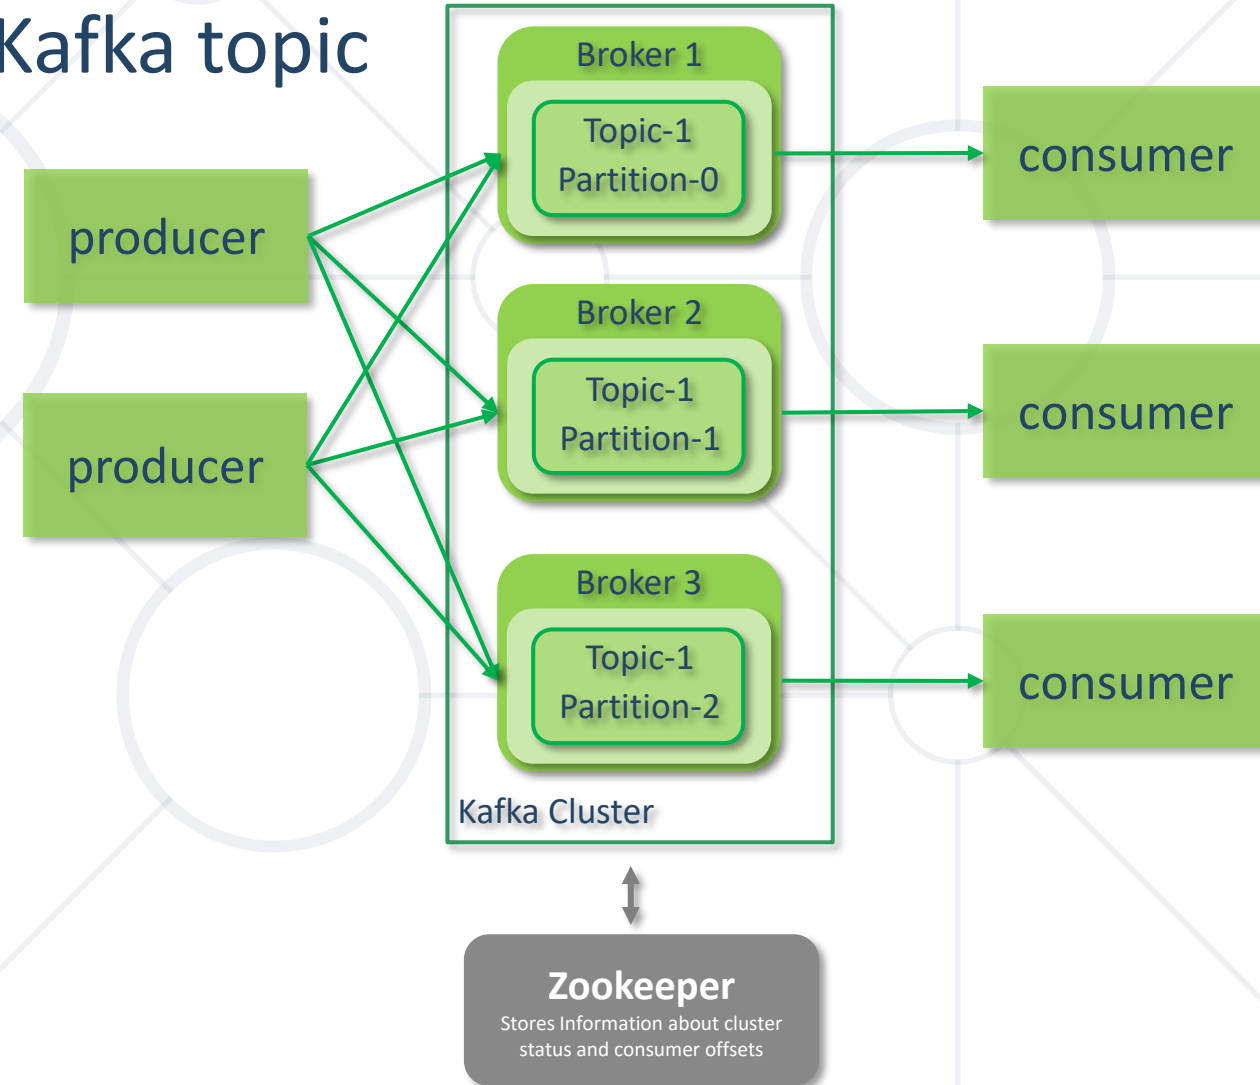 Kafka topic
Broker 1
Topic-1
Partition-0
consumer
producer
Broker 2
Topic-1
Partition-1
consumer
producer
Broker 3
Topic-1
Partition-2
consumer
Kafka Cluster
Zookeeper
Stores Information about cluster
status and consumer offsets